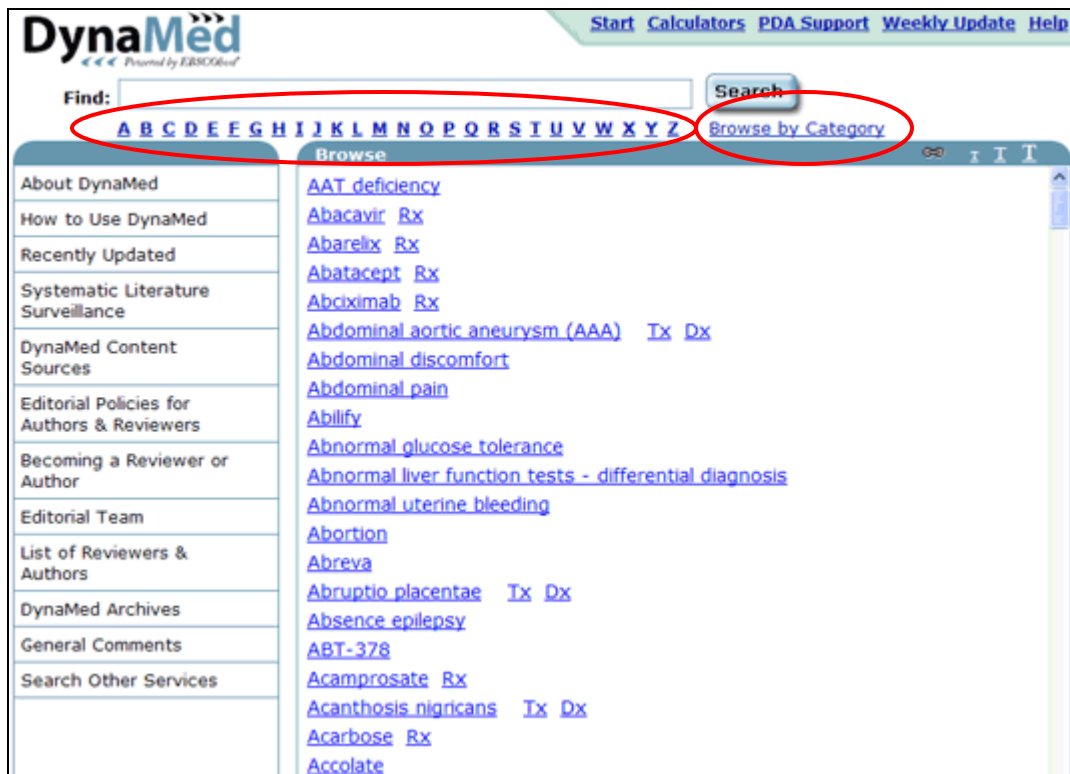 DynaMed
Powered by EBSCOhost
Start Calculators PDA Support Weekly Update Help
Find: Search
A B C D E F G H I J K L M N O P Q R S T U V W X Y Z Browse by Category
Browse T T T
About DynaMed
How to Use DynaMed
Recently Updated
Systematic Literature
Surveillance
DynaMed Content
Sources
Editorial Policies for
Authors & Reviewers
Becoming a Reviewer or
Author
Editorial Team
List of Reviewers &
Authors
DynaMed Archives
General Comments
Search Other Services
AAT deficiency
Abacavir Rx
Abarelix Rx
Abatacept Rx
Abciximab Rx
Abdominal aortic aneurysm (AAA) Tx Dx
Abdominal discomfort
Abdominal pain
Abilify
Abnormal glucose tolerance
Abnormal liver function tests - differential diagnosis
Abnormal uterine bleeding
Abortion
Abreva
Abruptio placentae Tx Dx
Absence epilepsy
ABT-378
Acamprosate Rx
Acanthosis nigricans Tx Dx
Acarbose Rx
Accolate